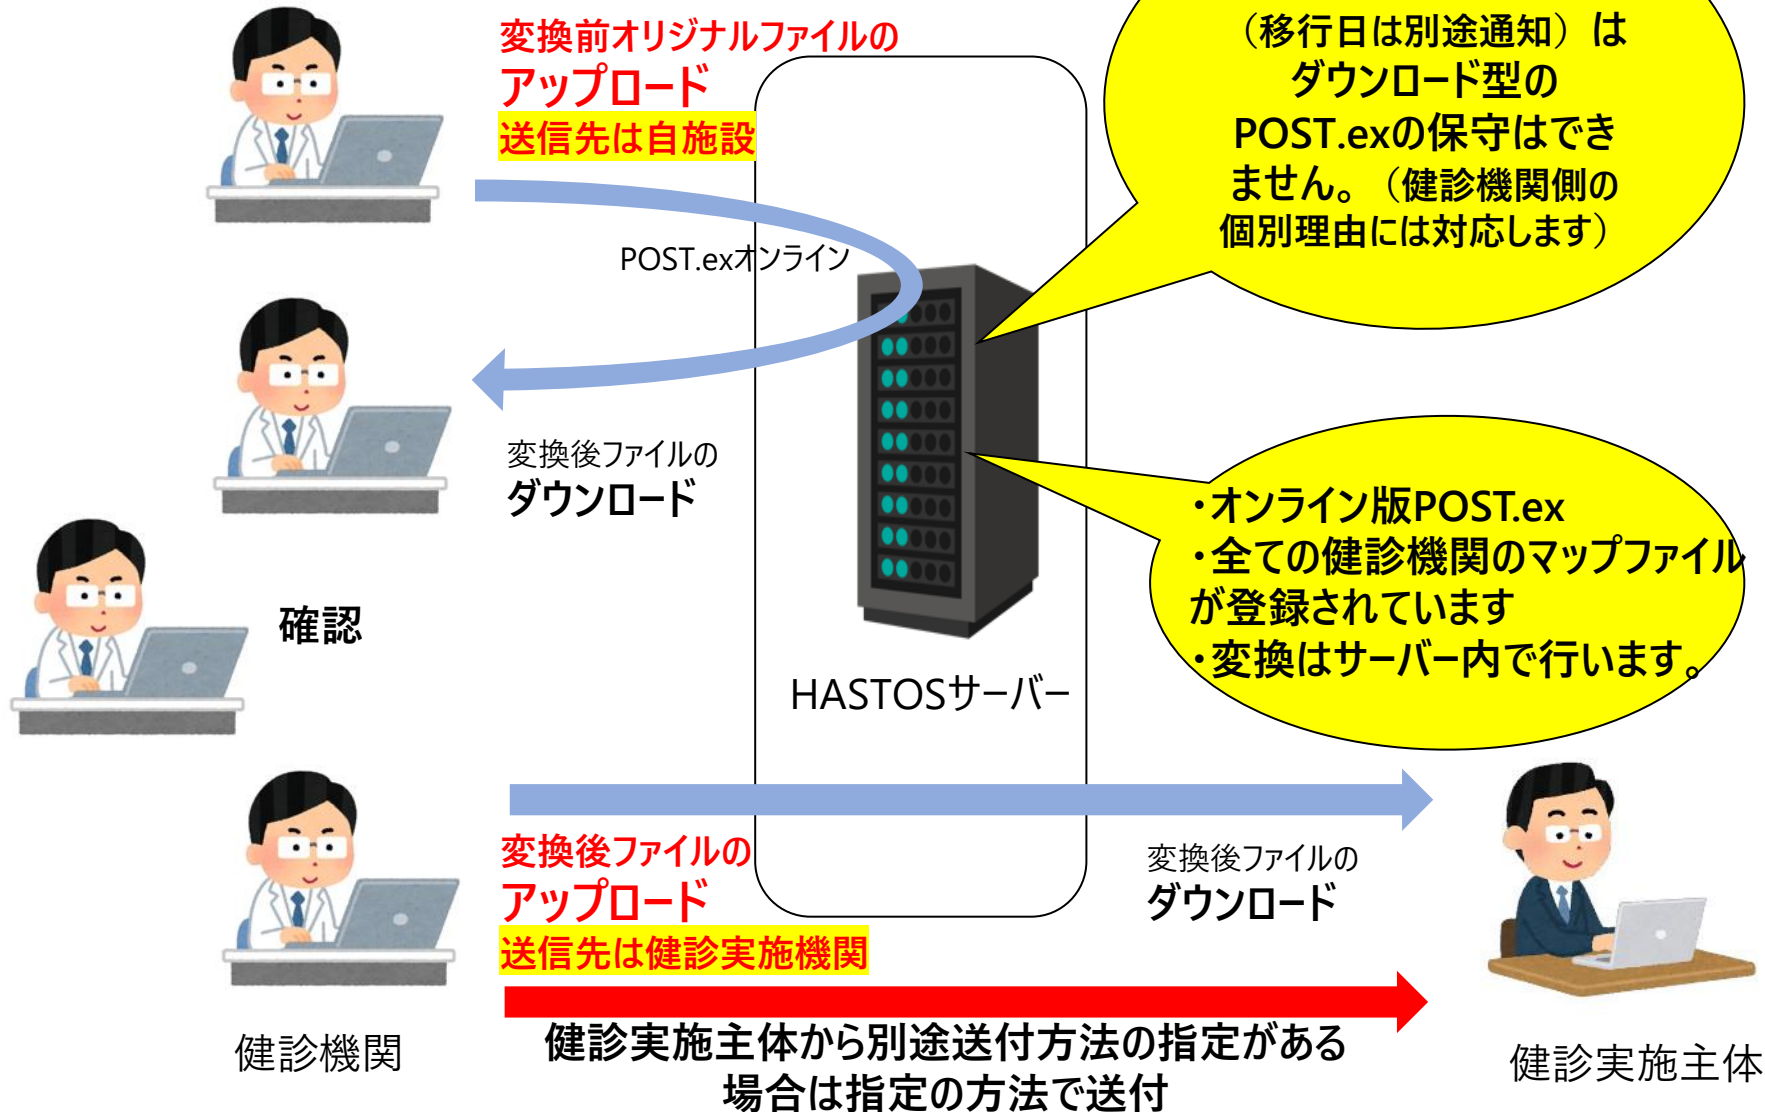 変換前オリジナルファイルの
アップロード
送信先は自施設
（移行日は別途通知）は
ダウンロード型の
POST.exの保守はでき
ません。（健診機関側の
個別理由には対応します）
POST.exオンライン
変換後ファイルの
ダウンロード
・オンライン版POST.ex
・全ての健診機関のマップファイル
が登録されています
・変換はサーバー内で行います。
確認
HASTOSサーバー
変換後ファイルの
アップロード
送信先は健診実施機関
変換後ファイルの
ダウンロード
健診実施主体から別途送付方法の指定がある
場合は指定の方法で送付
健診機関
健診実施主体